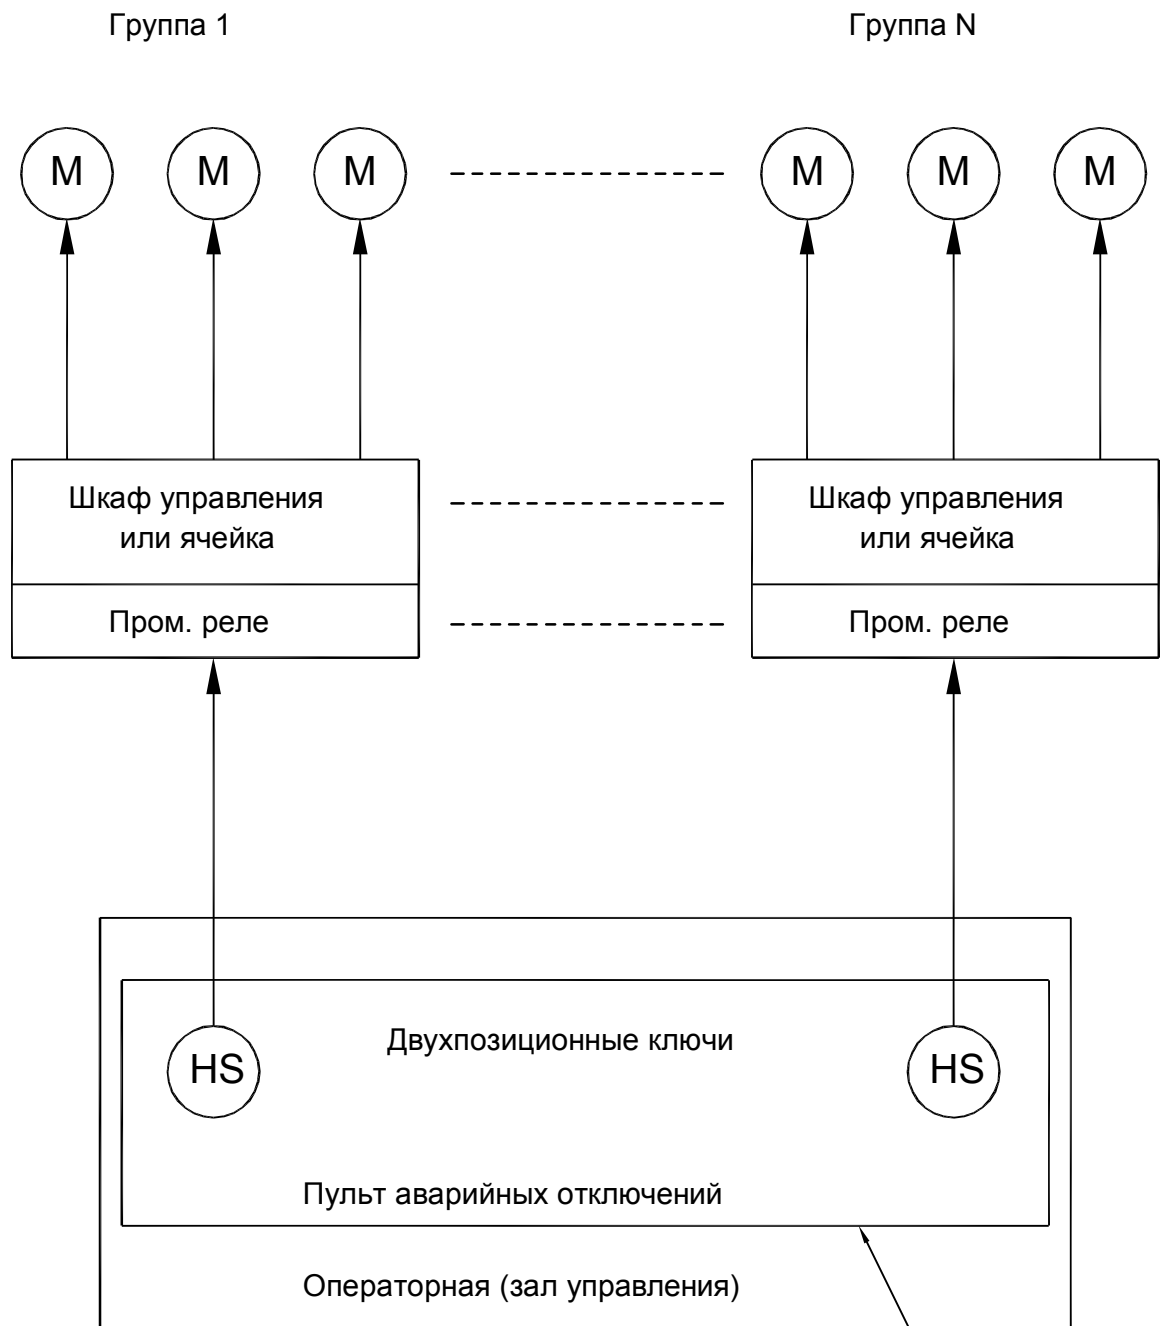 Группа 1
Группа N
M M M M M M
Шкаф управления
или ячейка
Шкаф управления
или ячейка
Пром. реле
Пром. реле
Двухпозиционные ключи
HS
HS
Пульт аварийных отключений
Операторная (зал управления)